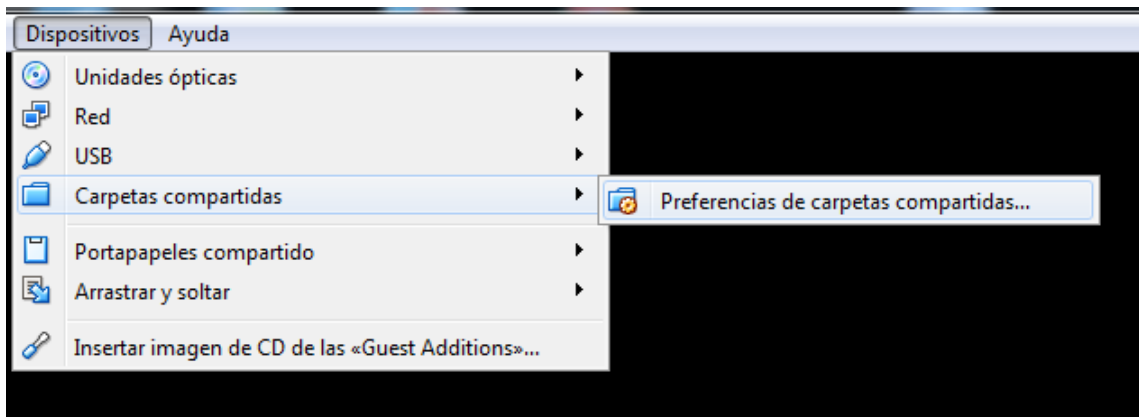 Dispositivos Ayuda
Unidades ópticas
Red
USB
Carpetas compartidas
Preferencias de carpetas compartidas...
Portapapeles compartido
Arrastrar y soltar
Insertar imagen de CD de las «Guest Additions»...